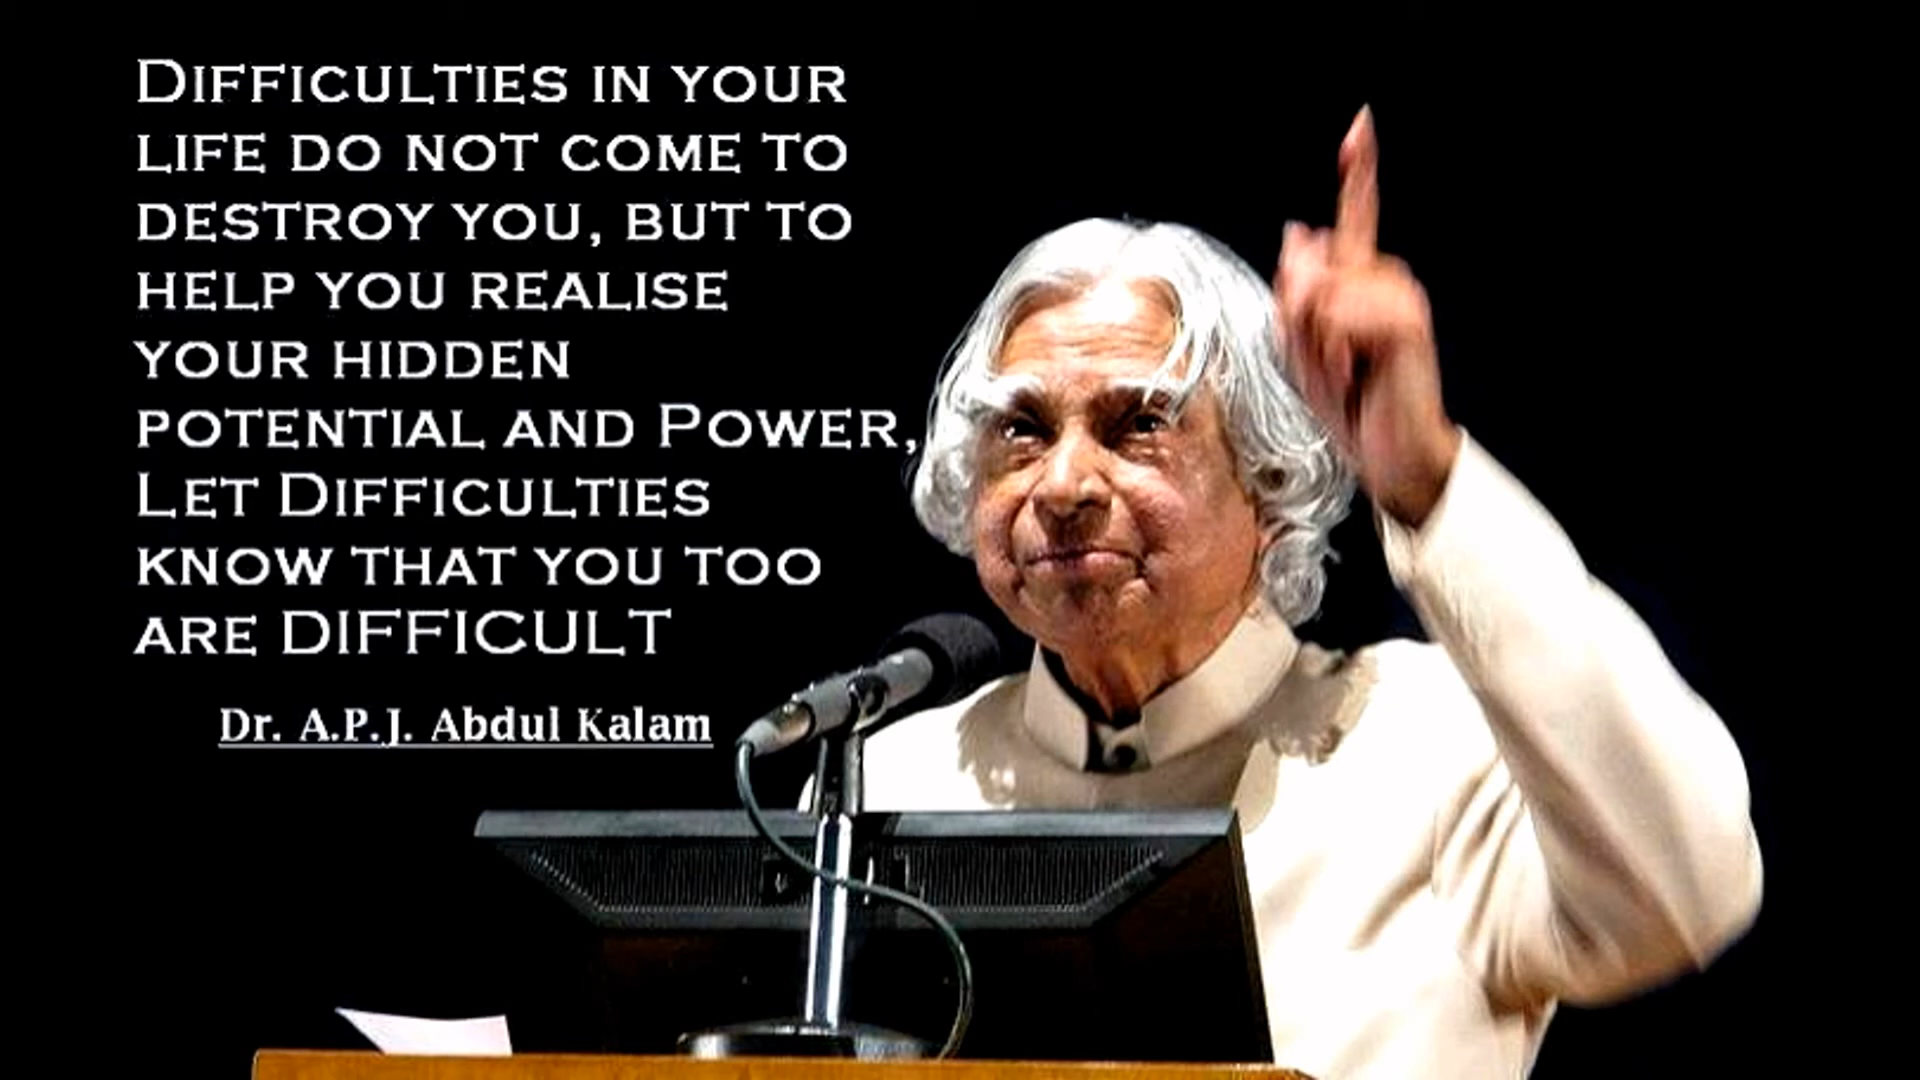 Difficulties in your
life do not come to
destroy you, but to
help you realise
your hidden
potential and Power,
Let Difficulties
know that you too
are DIFFICULT
Dr. A.P.J. Abdul Kalam